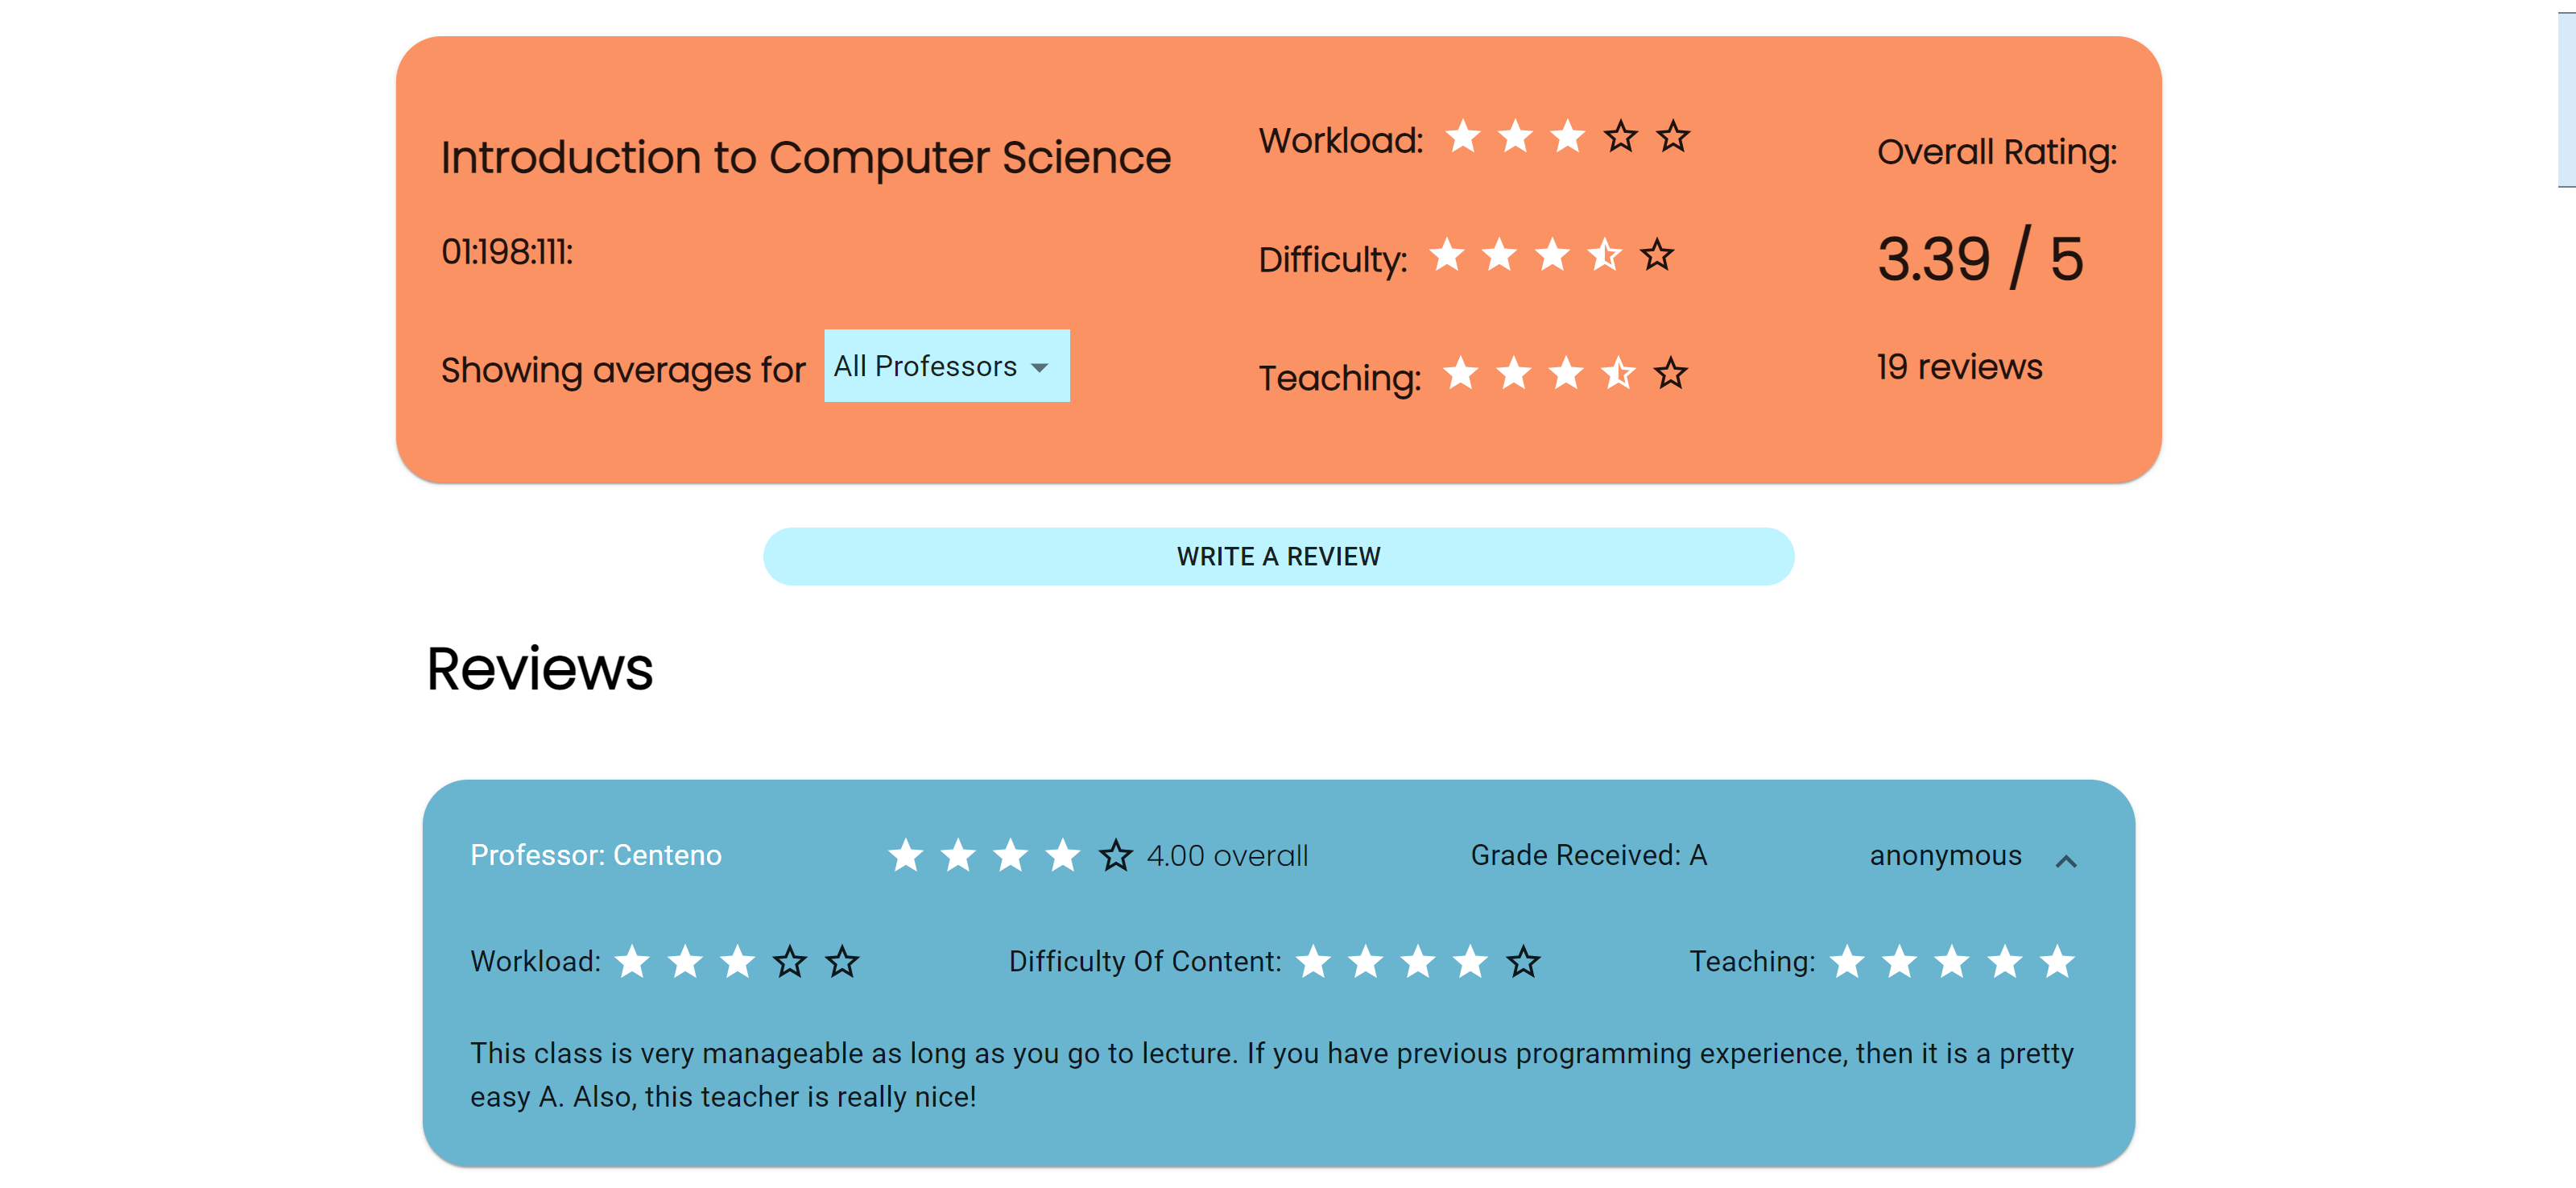 Introduction to Computer Science
01:198:111:
Showing averages for All Professors
Workload:
Difficulty:
Teaching:
Overall Rating:
3.39 / 5
19 reviews
WRITE A REVIEW
Reviews
Professor: Centeno 4.00 overall Grade Received: A anonymous
Workload: Difficulty Of Content: Teaching:
This class is very manageable as long as you go to lecture. If you have previous programming experience, then it is a pretty
easy A. Also, this teacher is really nice!